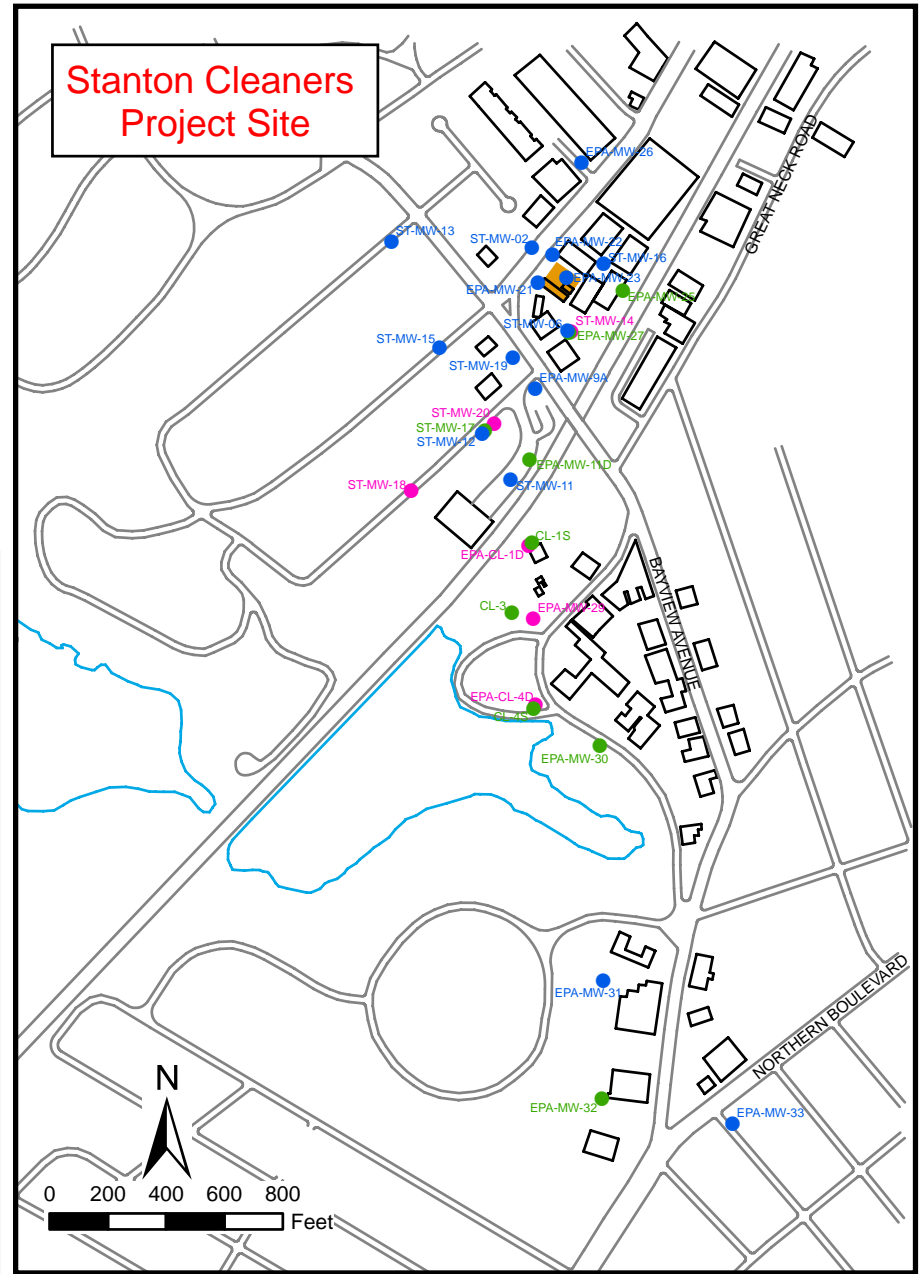 Stanton Cleaners
Project Site
EPA-MW-26
GREAT NECK ROAD
ST-MW-13
ST-MW-02
EPA-MW-22
ST-MW-16
EPA-MW-23
EPA-MW-21
EPA-MW-25
ST-MW-06
ST-MW-14
EPA-MW-27
ST-MW-15
ST-MW-19
EPA-MW-9A
ST-MW-20
ST-MW-17
ST-MW-12
EPA-MW-11D
ST-MW-18
ST-MW-11
CL-1S
EPA-CL-1D
BAYVIEW AVENUE
CL-3
EPA-MW-29
EPA-CL-4D
CL-4S
EPA-MW-30
EPA-MW-31
NORTHERN BOULEVARD
EPA-MW-32
EPA-MW-33
N
0 200 400 600 800
Feet